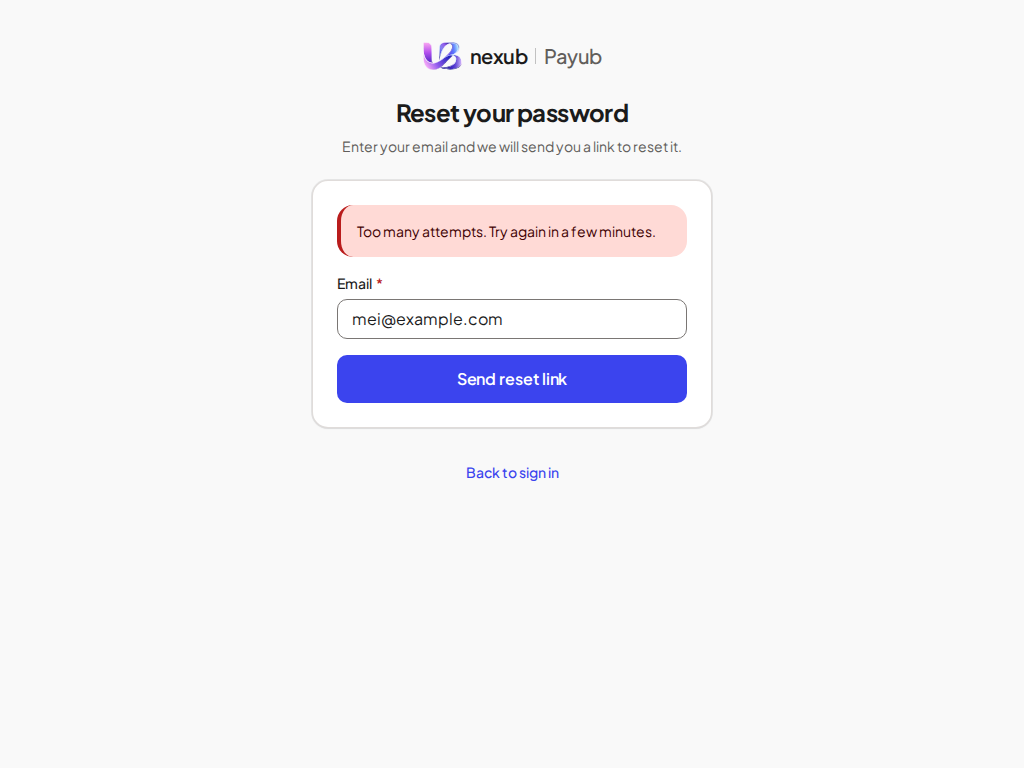 nexub | Payub
Reset your password
Enter your email and we will send you a link to reset it.
Too many attempts. Try again in a few minutes.
Email *
mei@example.com
Send reset link
Back to sign in